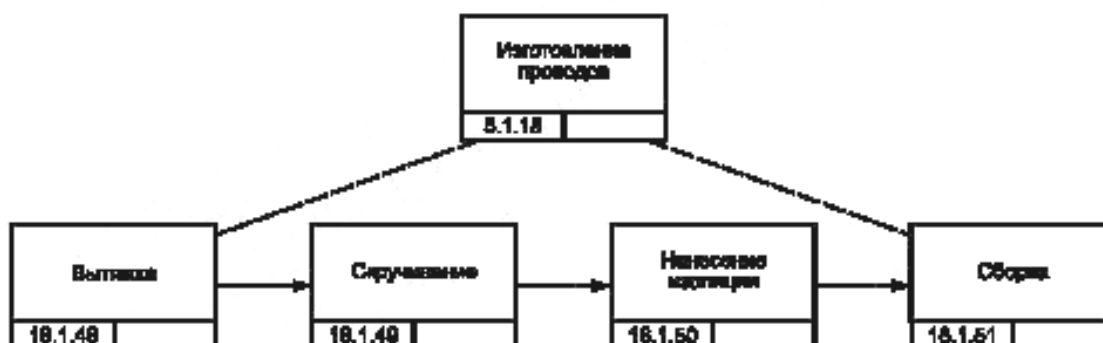 Изготовление
проводов
5.1.18
Вытяжка
Скручивание
Нанесение
изоляции
Сборка
18.1.48
18.1.49
18.1.50
18.1.51